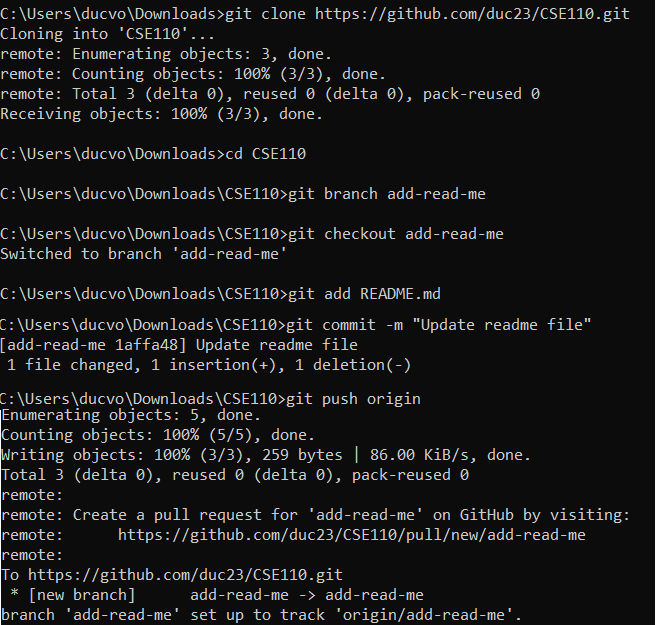 C:\Users\ducvo\Downloads>git clone https://github.com/duc23/CSE110.git
Cloning into 'CSE110'...
remote: Enumerating objects: 3, done.
remote: Counting objects: 100% (3/3), done.
remote: Total 3 (delta 0), reused 0 (delta 0), pack-reused 0
Receiving objects: 100% (3/3), done.
C:\Users\ducvo\Downloads>cd CSE110
C:\Users\ducvo\Downloads\CSE110>git branch add-read-me
C:\Users\ducvo\Downloads\CSE110>git checkout add-read-me
Switched to branch 'add-read-me'
C:\Users\ducvo\Downloads\CSE110>git add README.md
C:\Users\ducvo\Downloads\CSE110>git commit -m "Update readme file"
[add-read-me 1affa48] Update readme file
 1 file changed, 1 insertion(+), 1 deletion(-)
C:\Users\ducvo\Downloads\CSE110>git push origin
Enumerating objects: 5, done.
Counting objects: 100% (5/5), done.
Writing objects: 100% (3/3), 259 bytes | 86.00 KiB/s, done.
Total 3 (delta 0), reused 0 (delta 0), pack-reused 0
remote:
remote: Create a pull request for 'add-read-me' on GitHub by visiting:
remote:      https://github.com/duc23/CSE110/pull/new/add-read-me
remote:
To https://github.com/duc23/CSE110.git
 * [new branch]      add-read-me -> add-read-me
branch 'add-read-me' set up to track 'origin/add-read-me'.